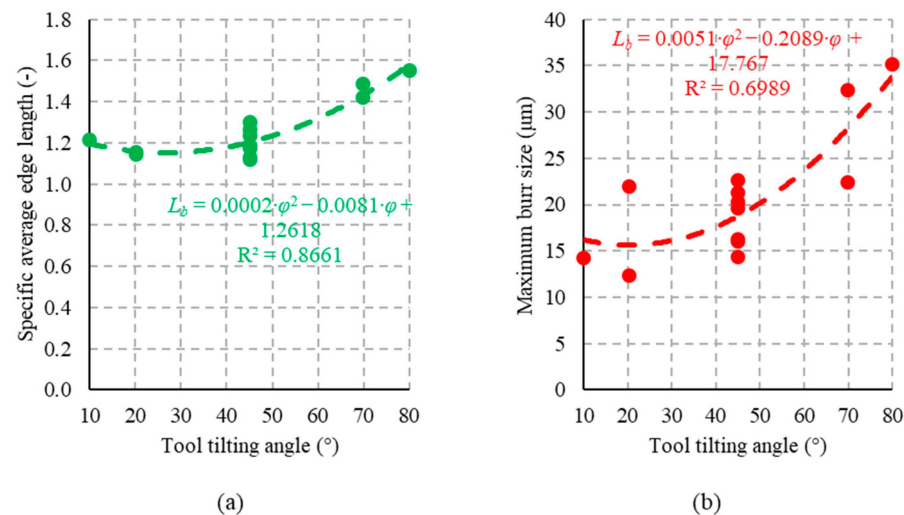 1.8
1.6
1.4
1.2
1.0
0.8
0.6
0.4
0.2
0.0
Specific average edge length (-)
L_b = 0.0002·φ² − 0.0081·φ +
1.2618
R² = 0.8661
10 20 30 40 50 60 70 80
Tool tilting angle (°)
(a)
40
35
30
25
20
15
10
5
0
Maximum burr size (µm)
L_b = 0.0051·φ² − 0.2089·φ +
17.767
R² = 0.6989
10 20 30 40 50 60 70 80
Tool tilting angle (°)
(b)